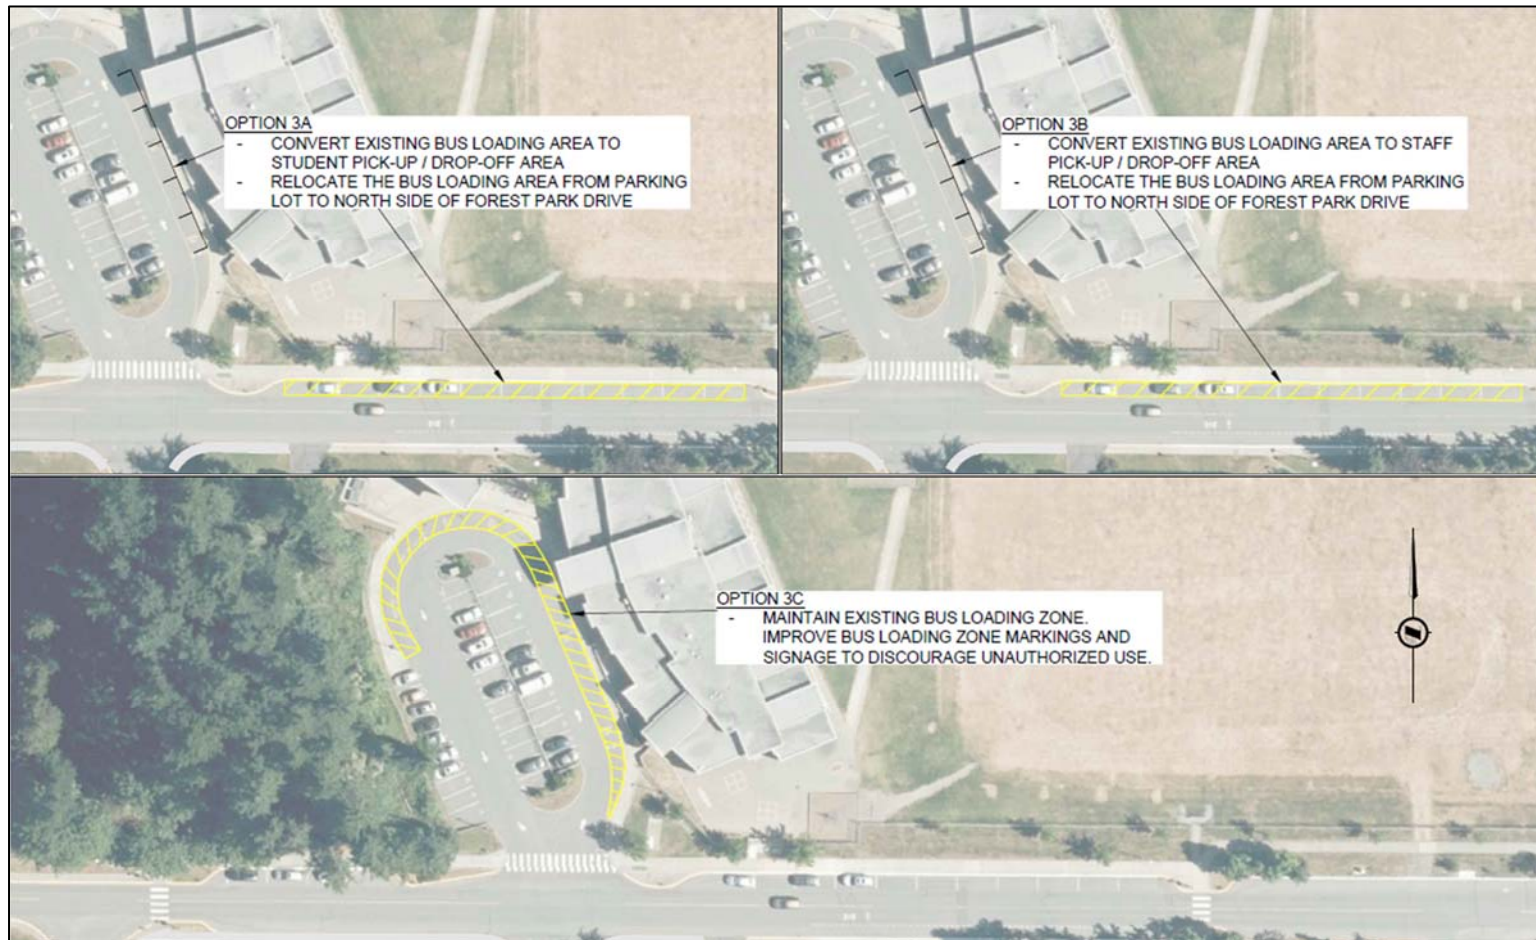 OPTION 3A
- CONVERT EXISTING BUS LOADING AREA TO
STUDENT PICK-UP / DROP-OFF AREA
- RELOCATE THE BUS LOADING AREA FROM PARKING
LOT TO NORTH SIDE OF FOREST PARK DRIVE
OPTION 3B
- CONVERT EXISTING BUS LOADING AREA TO STAFF
PICK-UP / DROP-OFF AREA
- RELOCATE THE BUS LOADING AREA FROM PARKING
LOT TO NORTH SIDE OF FOREST PARK DRIVE
OPTION 3C
- MAINTAIN EXISTING BUS LOADING ZONE.
IMPROVE BUS LOADING ZONE MARKINGS AND
SIGNAGE TO DISCOURAGE UNAUTHORIZED USE.